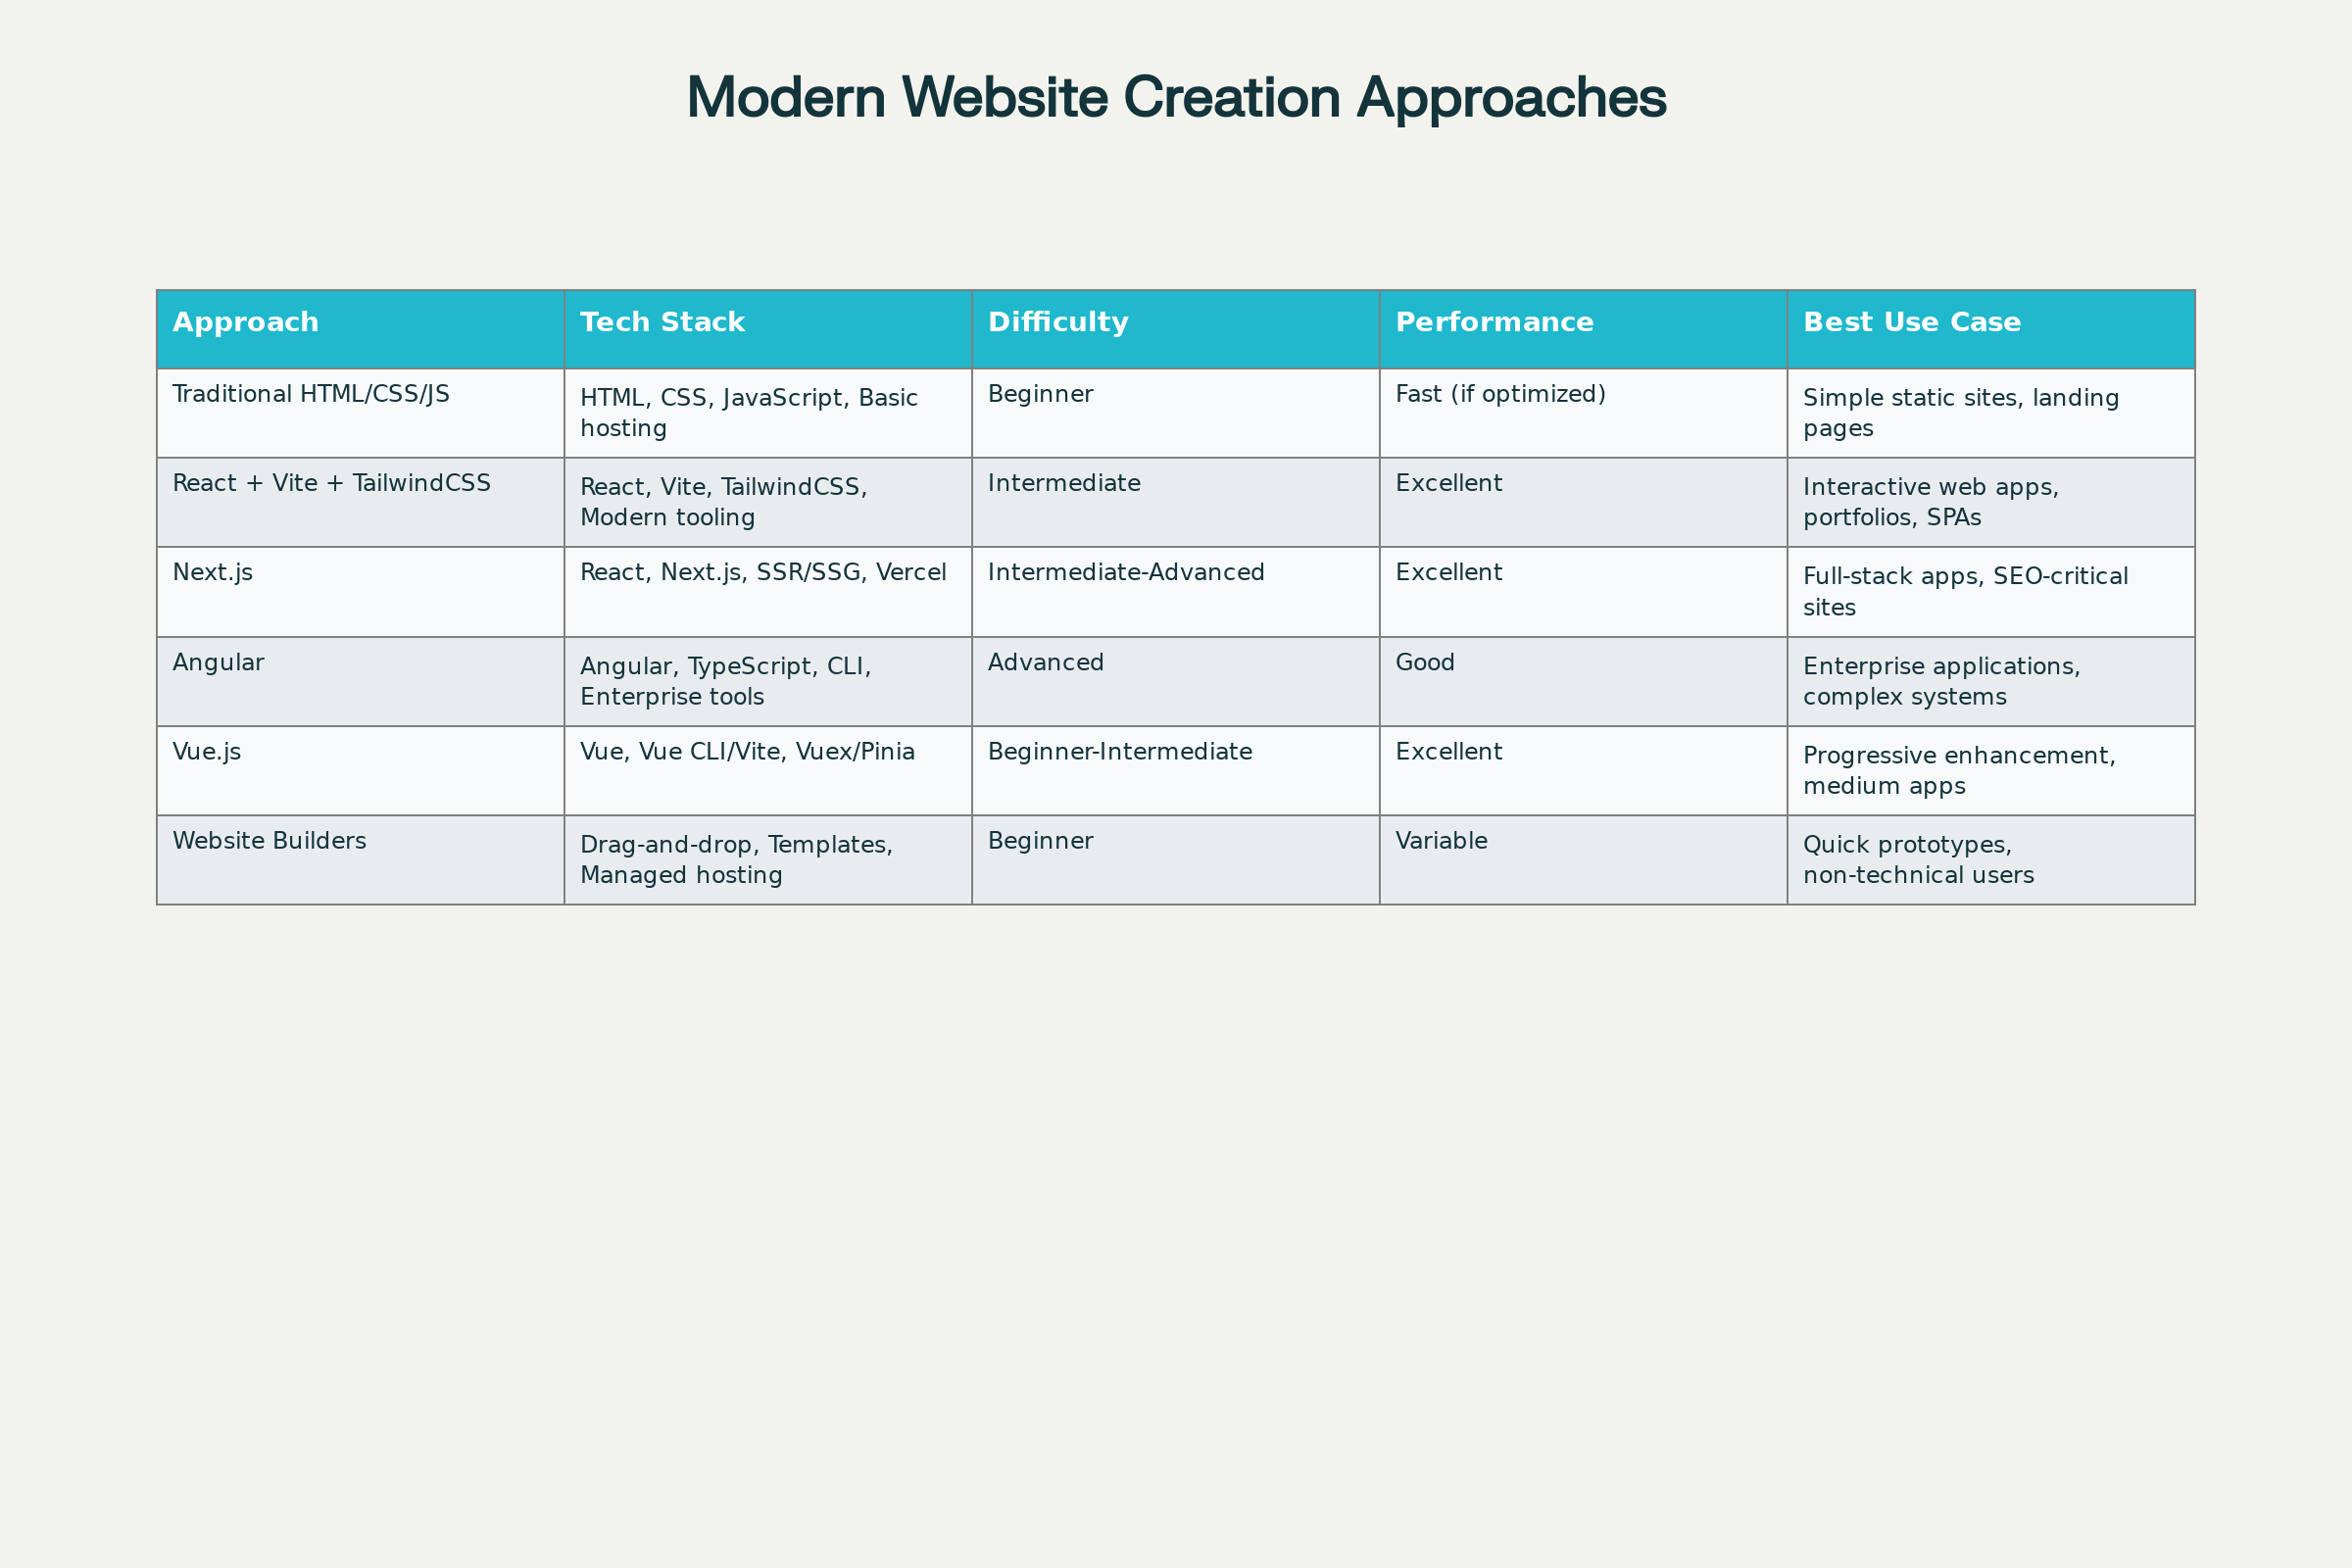 Modern Website Creation Approaches
Approach
Tech Stack
Difficulty
Performance
Best Use Case
Traditional HTML/CSS/JS
HTML, CSS, JavaScript, Basic
hosting
Beginner
Fast (if optimized)
Simple static sites, landing
pages
React + Vite + TailwindCSS
React, Vite, TailwindCSS,
Modern tooling
Intermediate
Excellent
Interactive web apps,
portfolios, SPAs
Next.js
React, Next.js, SSR/SSG, Vercel
Intermediate-Advanced
Excellent
Full-stack apps, SEO-critical
sites
Angular
Angular, TypeScript, CLI,
Enterprise tools
Advanced
Good
Enterprise applications,
complex systems
Vue.js
Vue, Vue CLI/Vite, Vuex/Pinia
Beginner-Intermediate
Excellent
Progressive enhancement,
medium apps
Website Builders
Drag-and-drop, Templates,
Managed hosting
Beginner
Variable
Quick prototypes,
non-technical users